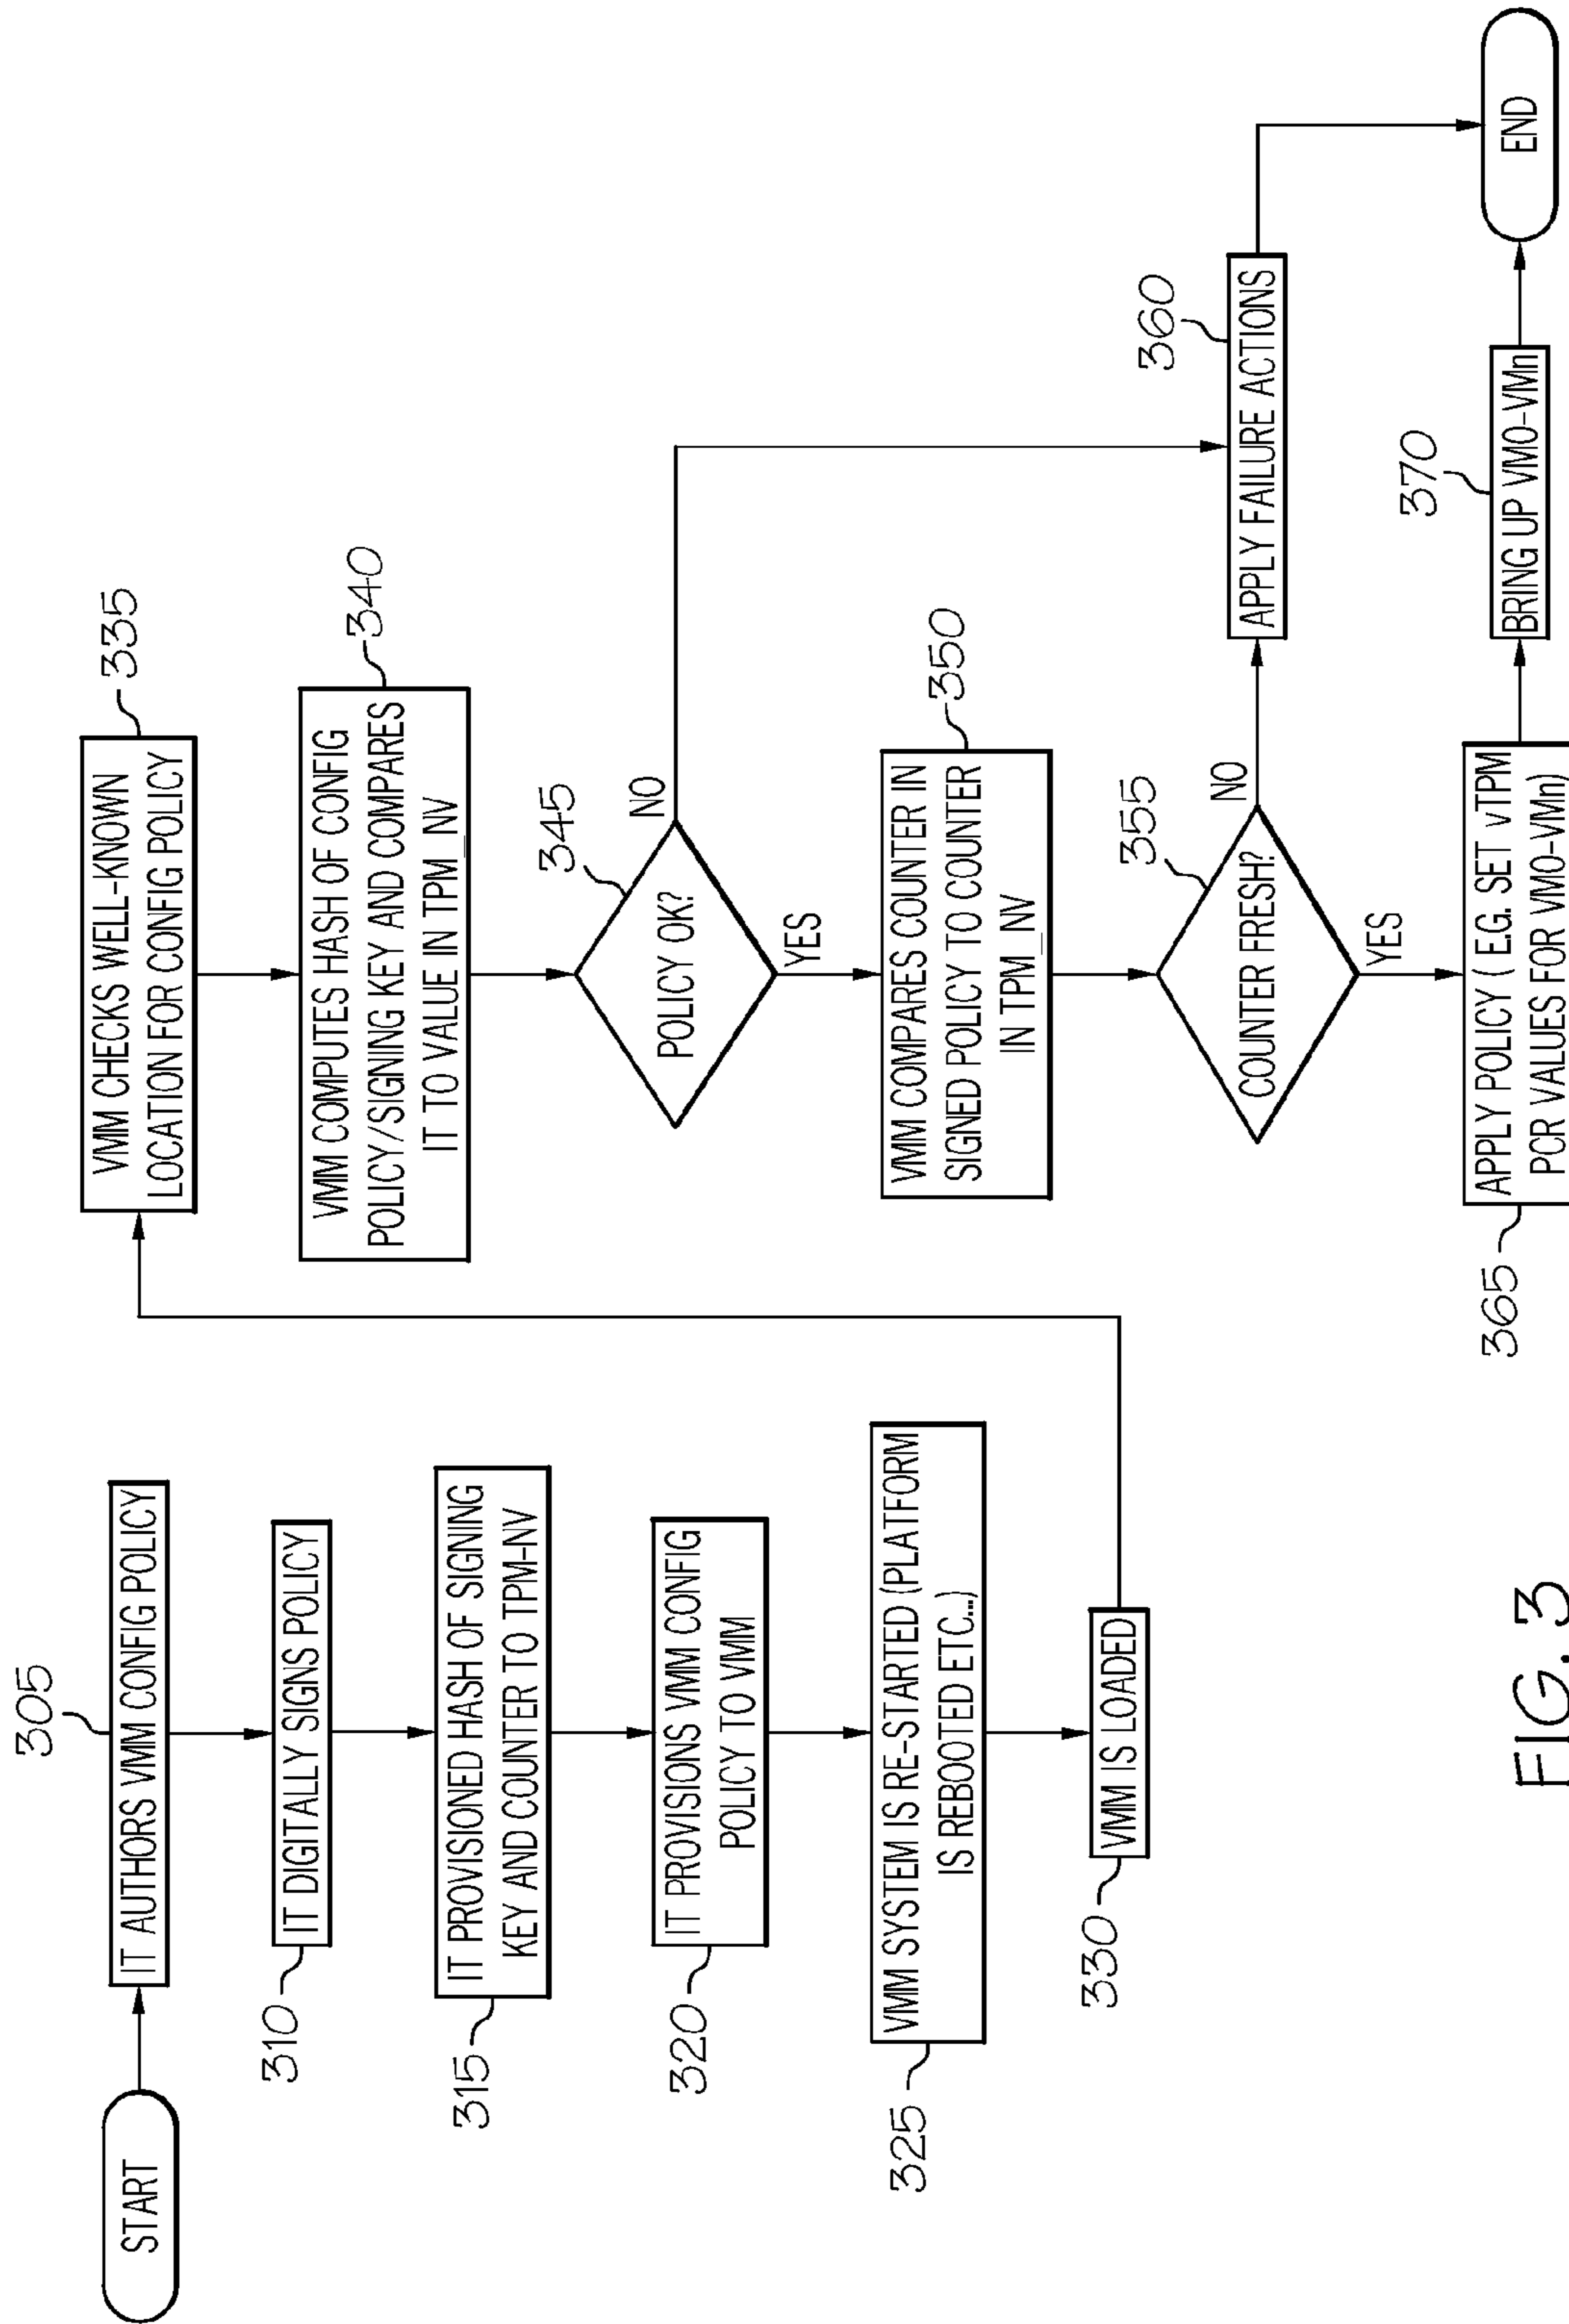 START
305
IT AUTHORS VMM CONFIG POLICY
310
IT DIGITALLY SIGNS POLICY
315
IT PROVISIONED HASH OF SIGNING
KEY AND COUNTER TO TPM-NV
320
IT PROVISIONS VMM CONFIG
POLICY TO VMM
325
VMM SYSTEM IS RE-STARTED (PLATFORM
IS REBOOTED ETC...)
330
VMM IS LOADED
335
VMM CHECKS WELL-KNOWN
LOCATION FOR CONFIG POLICY
340
VMM COMPUTES HASH OF CONFIG
POLICY/SIGNING KEY AND COMPARES
IT TO VALUE IN TPM_NV
345
POLICY OK?
NO
YES
350
VMM COMPARES COUNTER IN
SIGNED POLICY TO COUNTER
IN TPM_NV
355
COUNTER FRESH?
NO
YES
360
APPLY FAILURE ACTIONS
365
APPLY POLICY ( E.G. SET vTPM
PCR VALUES FOR VM0-VMn)
370
BRING UP VM0-VMn
END
FIG. 3